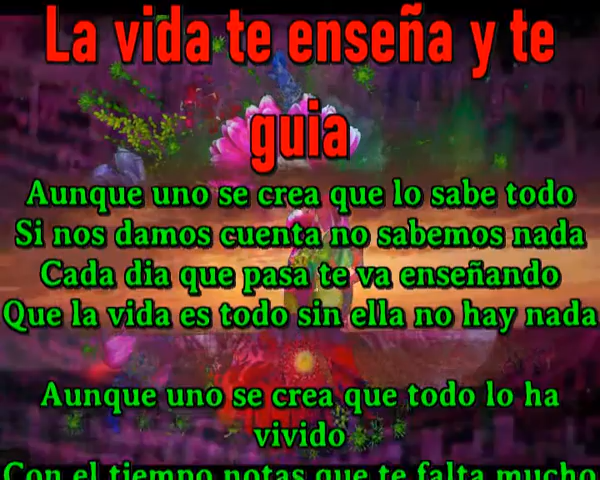 La vida te enseña y te
guia
Aunque uno se crea que lo sabe todo
Si nos damos cuenta no sabemos nada
Cada dia que pasa te va enseñando
Que la vida es todo sin ella no hay nada
Aunque uno se crea que todo lo ha
vivido
Con el tiempo notas que te falta mucho